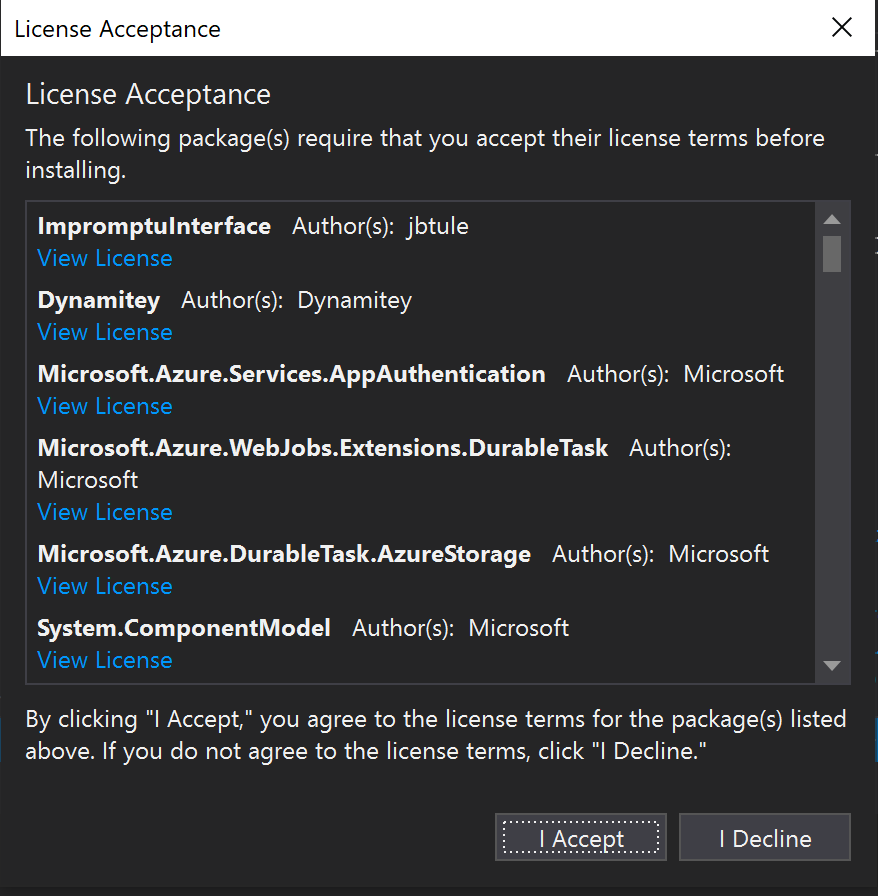 License Acceptance
License Acceptance
The following package(s) require that you accept their license terms before
installing.
ImpromptuInterface Author(s): jbtule
View License
Dynamitey Author(s): Dynamitey
View License
Microsoft.Azure.Services.AppAuthentication Author(s): Microsoft
View License
Microsoft.Azure.WebJobs.Extensions.DurableTask Author(s):
Microsoft
View License
Microsoft.Azure.DurableTask.AzureStorage Author(s): Microsoft
View License
System.ComponentModel Author(s): Microsoft
View License
By clicking "I Accept," you agree to the license terms for the package(s) listed
above. If you do not agree to the license terms, click "I Decline."
I Accept I Decline